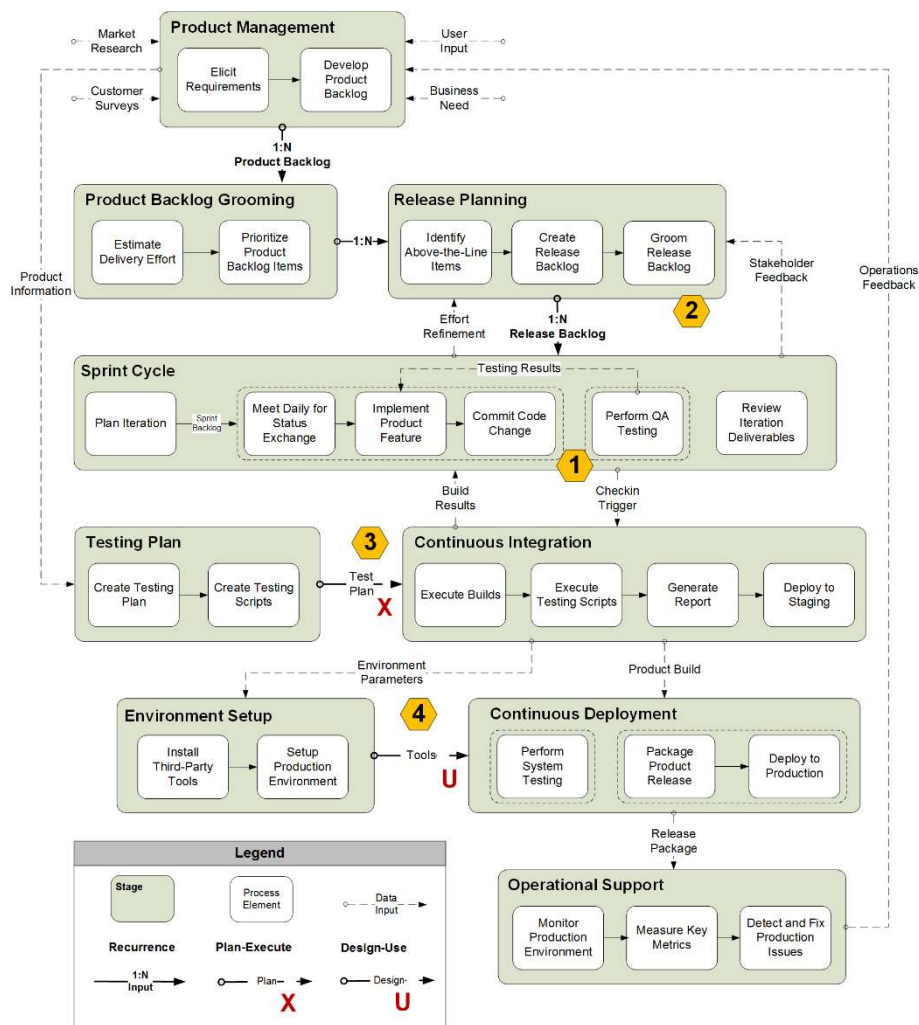 Product Management
Market
Research
Customer
Surveys
Elicit
Requirements
Develop
Product
Backlog
User
Input
Business
Need
1:N
Product Backlog
Product Backlog Grooming
Estimate
Delivery Effort
Prioritize
Product
Backlog Items
1:N
Release Planning
Identify
Above-the-Line
Items
Create
Release
Backlog
Groom
Release
Backlog
2
Product
Information
Stakeholder
Feedback
Operations
Feedback
Effort
Refinement
1:N
Release Backlog
Sprint Cycle
Testing Results
Plan Iteration
Sprint
Backlog
Meet Daily for
Status
Exchange
Implement
Product
Feature
Commit Code
Change
Perform QA
Testing
Review
Iteration
Deliverables
1
Build
Results
Checkin
Trigger
Testing Plan
Create Testing
Plan
Create Testing
Scripts
3
Test
Plan
X
Continuous Integration
Execute Builds
Execute
Testing Scripts
Generate
Report
Deploy to
Staging
Environment
Parameters
Product Build
Environment Setup
Install
Third-Party
Tools
Setup
Production
Environment
4
Tools
U
Continuous Deployment
Perform
System
Testing
Package
Product
Release
Deploy to
Production
Release
Package
Operational Support
Monitor
Production
Environment
Measure Key
Metrics
Detect and Fix
Production
Issues
Legend
Stage
Process
Element
Data
Input
Recurrence
Plan-Execute
Design-Use
1:N
Input
Plan
X
Design
U